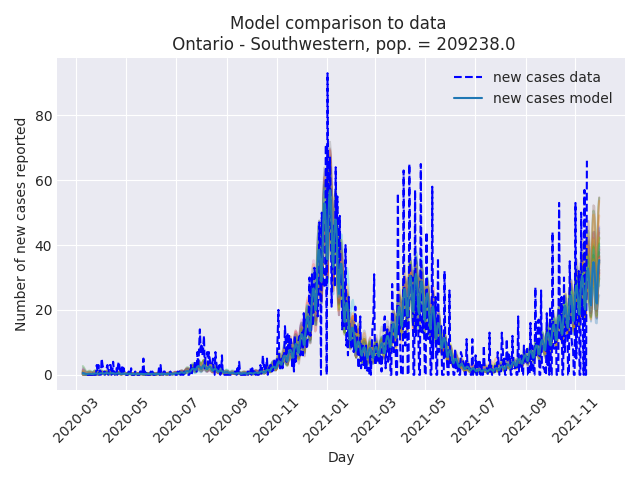 Model comparison to data
Ontario - Southwestern, pop. = 209238.0
new cases data
new cases model
Number of new cases reported
80
60
40
20
0
2020-03
2020-05
2020-07
2020-09
2020-11
2021-01
2021-03
2021-05
2021-07
2021-09
2021-11
Day